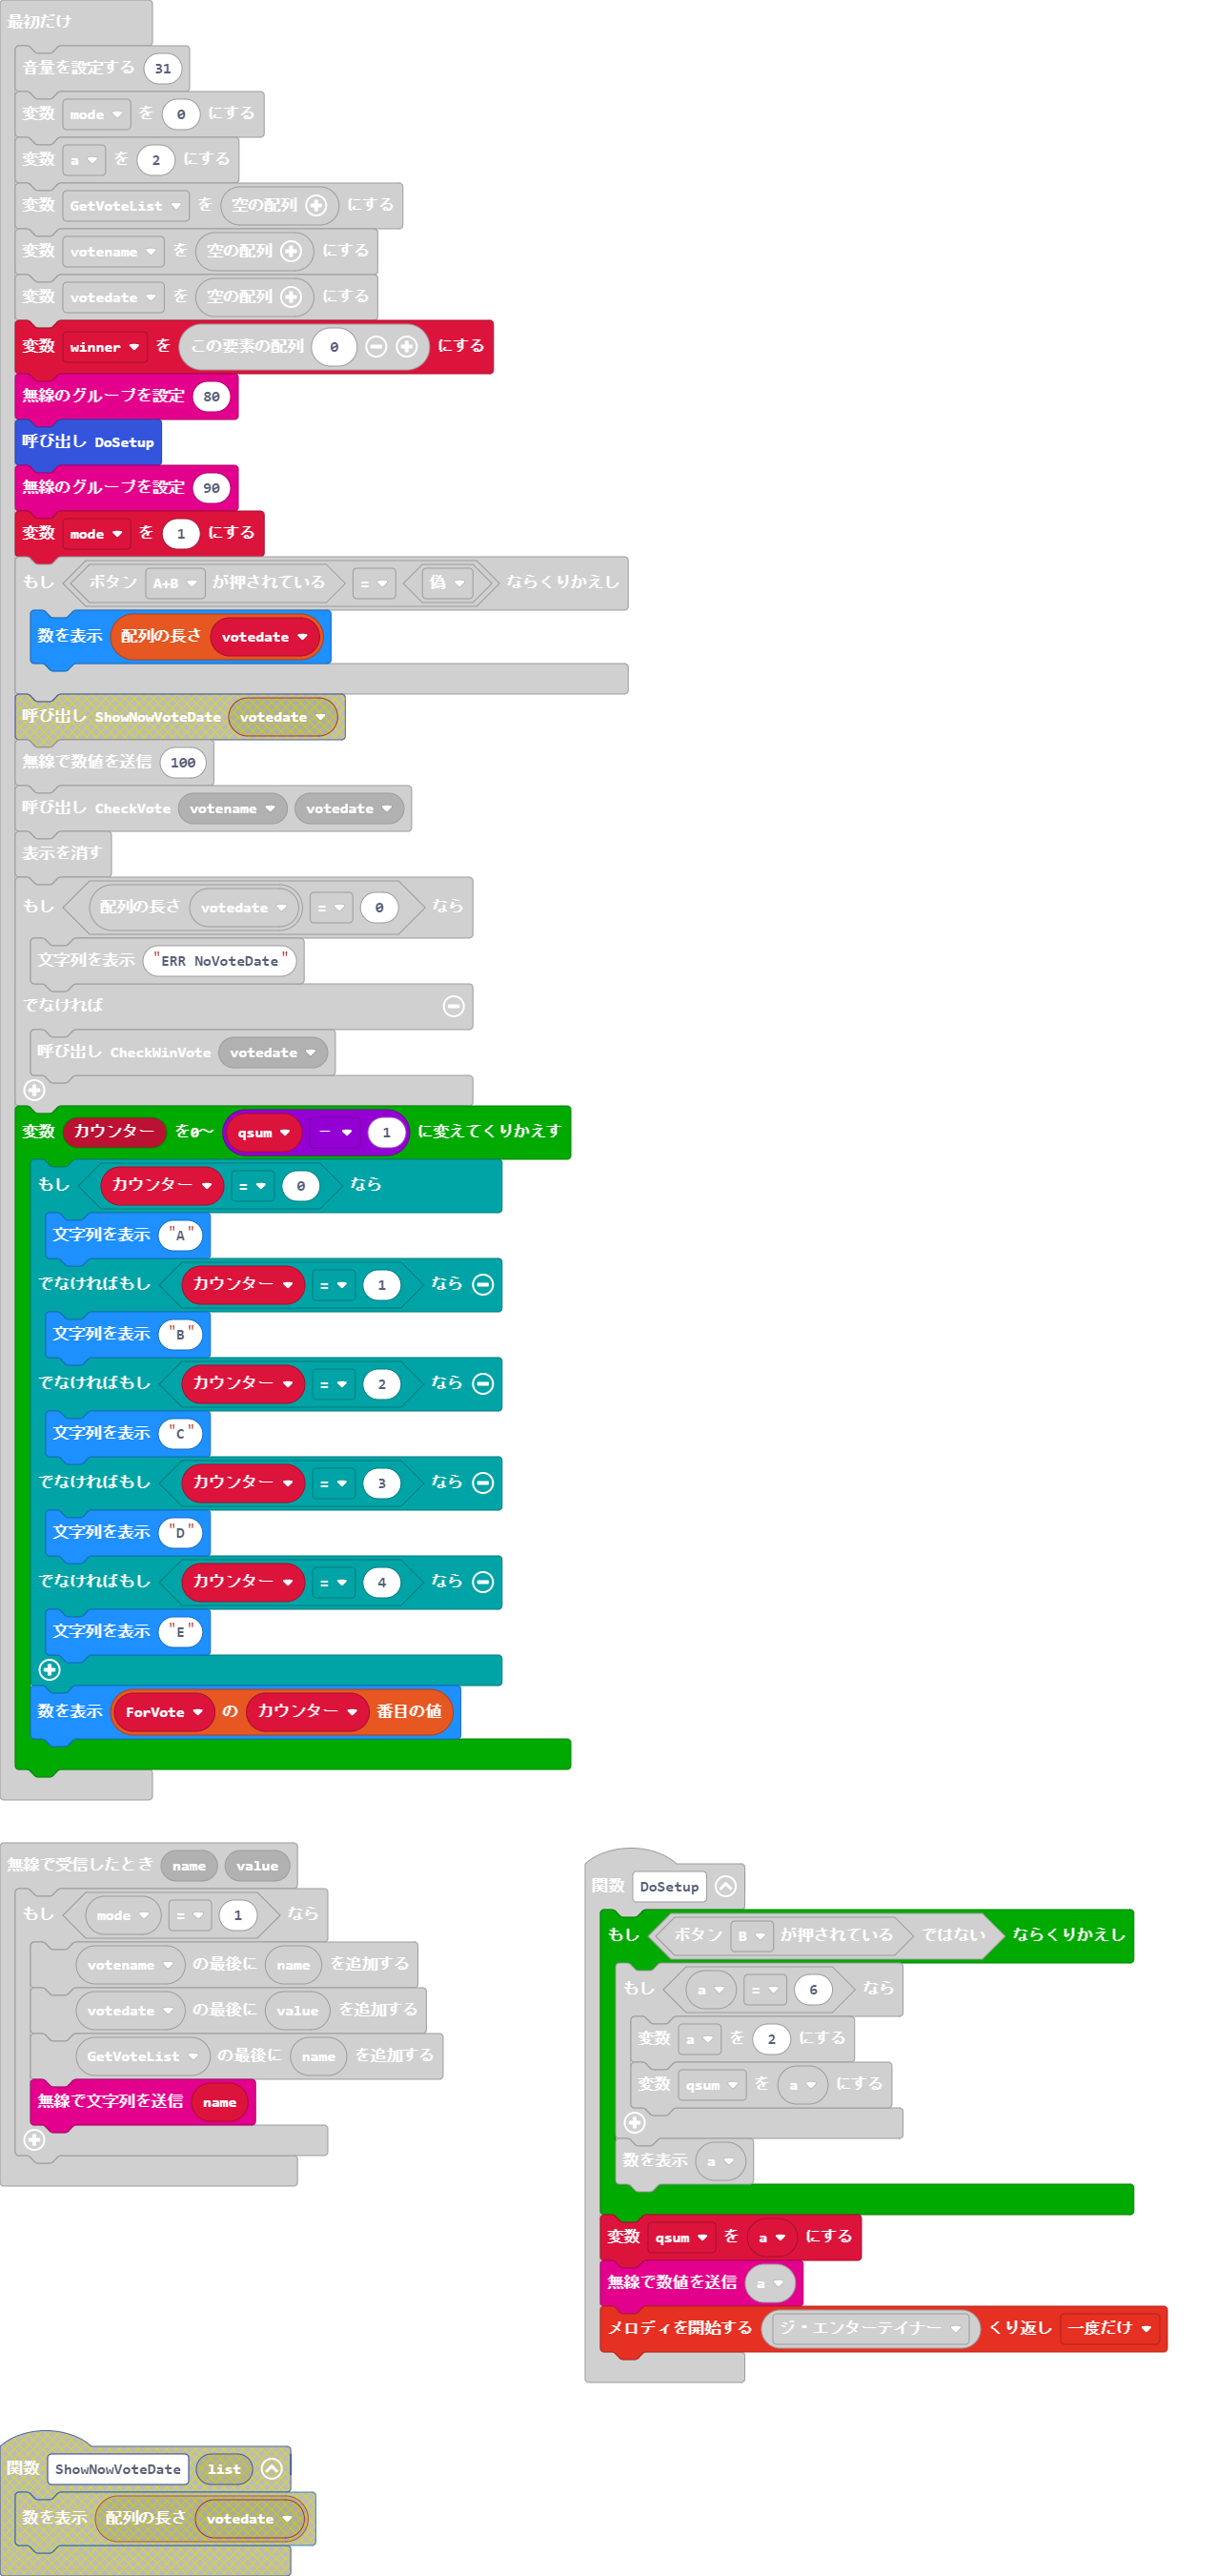 最初だけ
音量を設定する 31
変数 mode を 0 にする
変数 a を 2 にする
変数 GetVoteList を 空の配列 にする
変数 votename を 空の配列 にする
変数 votedate を 空の配列 にする
変数 winner を この要素の配列 0 にする
無線のグループを設定 80
呼び出し DoSetup
無線のグループを設定 90
変数 mode を 1 にする
もし ボタン A+B が押されている = 偽 ならくりかえし
数を表示 配列の長さ votedate
呼び出し ShowNowVoteDate votedate
無線で数値を送信 100
呼び出し CheckVote votename votedate
表示を消す
もし 配列の長さ votedate = 0 なら
文字列を表示 "ERR NoVoteDate"
でなければ
呼び出し CheckWinVote votedate
変数 カウンター を0～ qsum - 1 に変えてくりかえす
もし カウンター = 0 なら
文字列を表示 "A"
でなければもし カウンター = 1 なら
文字列を表示 "B"
でなければもし カウンター = 2 なら
文字列を表示 "C"
でなければもし カウンター = 3 なら
文字列を表示 "D"
でなければもし カウンター = 4 なら
文字列を表示 "E"
数を表示 ForVote の カウンター 番目の値
無線で受信したとき name value
もし mode = 1 なら
votename の最後に name を追加する
votedate の最後に value を追加する
GetVoteList の最後に name を追加する
無線で文字列を送信 name
関数 DoSetup
もし ボタン B が押されている ではない ならくりかえし
もし a = 6 なら
変数 a を 2 にする
変数 qsum を a にする
数を表示 a
変数 qsum を a にする
無線で数値を送信 a
メロディを開始する ジ・エンターテイナー くり返し 一度だけ
関数 ShowNowVoteDate list
数を表示 配列の長さ votedate